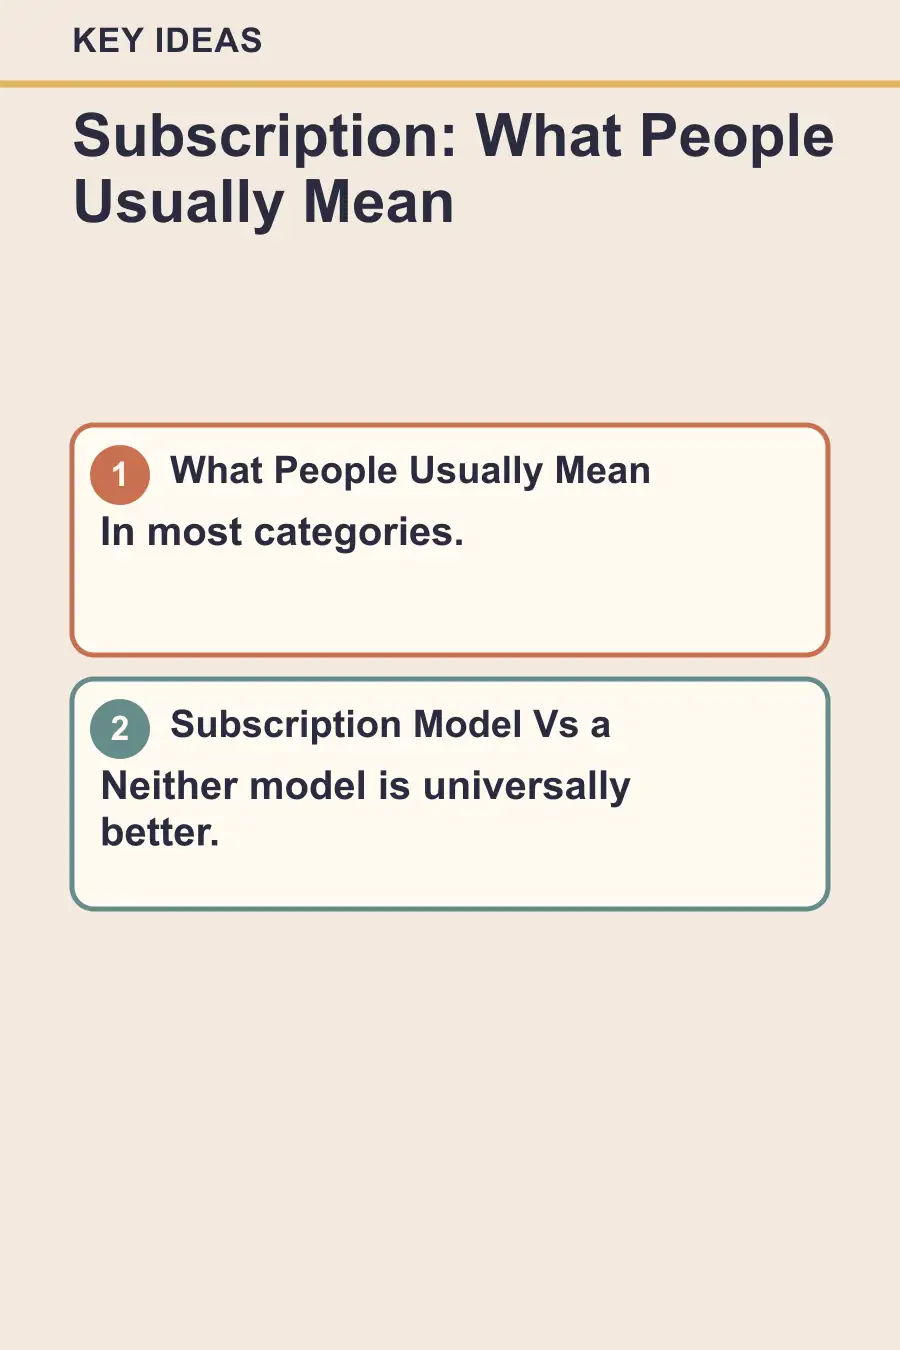 KEY IDEAS
Subscription: What People
Usually Mean
1 What People Usually Mean
In most categories.
2 Subscription Model Vs a
Neither model is universally
better.